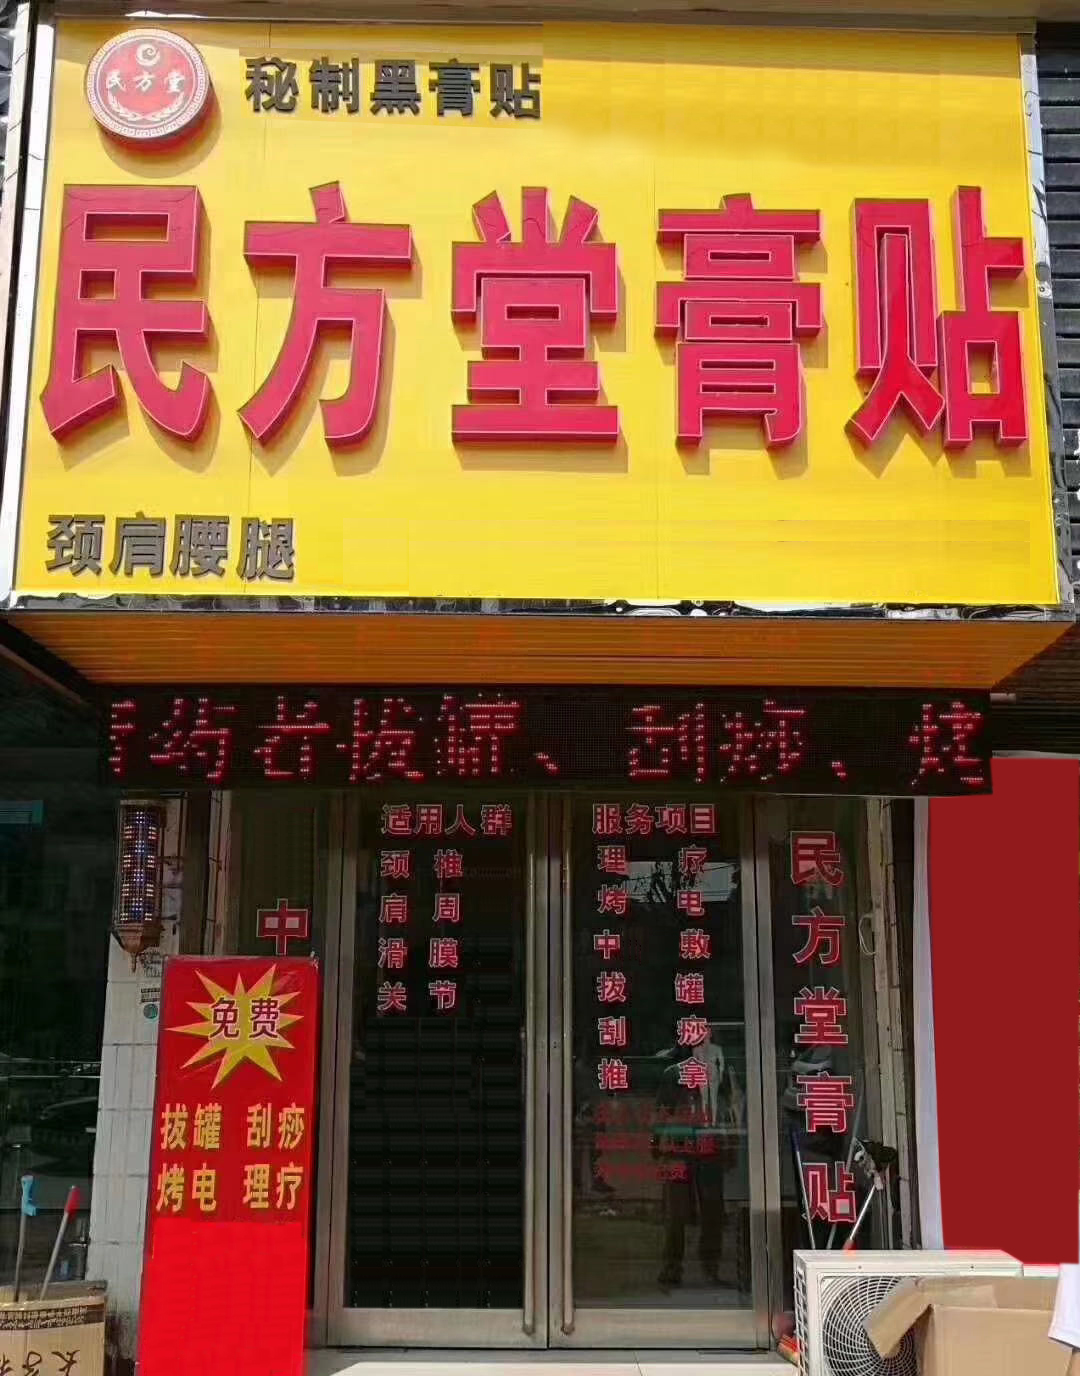 民方堂
秘制黑膏贴
民方堂膏贴
颈肩腰腿
者拔罐、刮痧、烤
适用人群
颈椎
肩周
滑膜
关节
服务项目
理疗
烤电
中敷
拔罐
刮痧
推拿
民方堂膏贴
中
免费
拔罐 刮痧
烤电 理疗